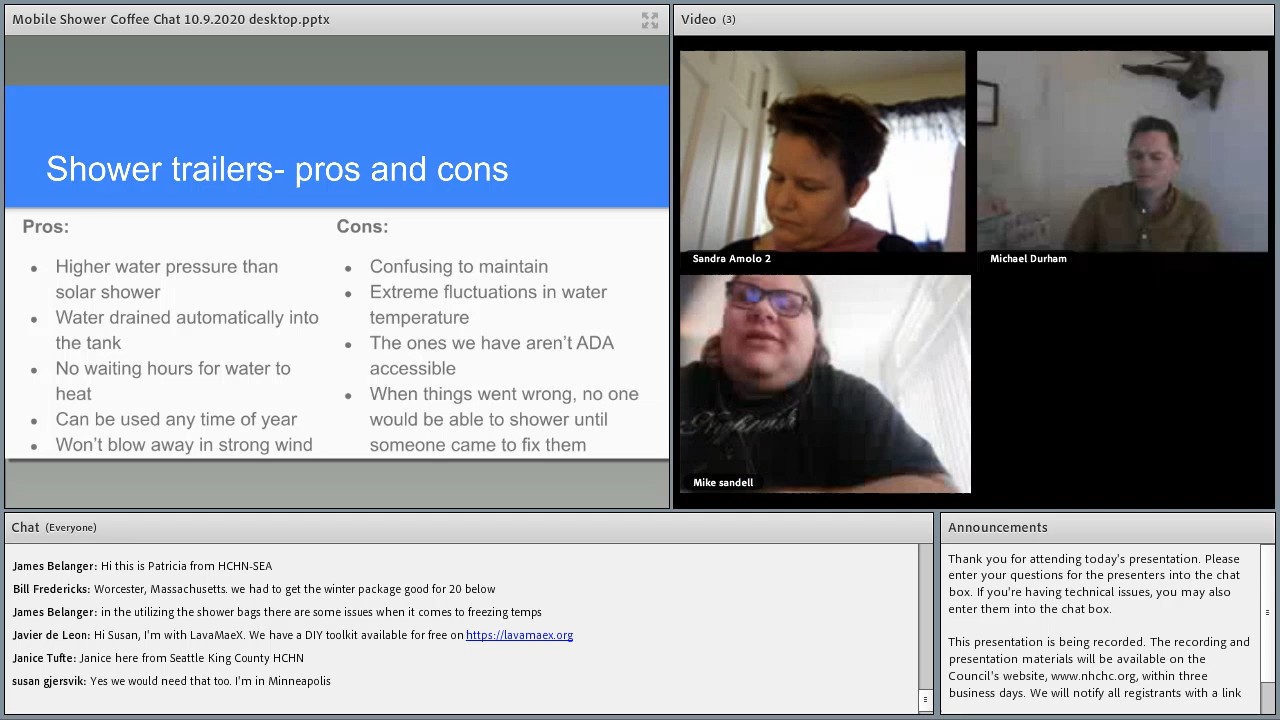 Mobile Shower Coffee Chat 10.9.2020 desktop.pptx
Shower trailers- pros and cons
Pros:
Higher water pressure than
solar shower
Water drained automatically into
the tank
No waiting hours for water to
heat
Can be used any time of year
Won't blow away in strong wind
Cons:
Confusing to maintain
Extreme fluctuations in water
temperature
The ones we have aren't ADA
accessible
When things went wrong, no one
would be able to shower until
someone came to fix them
Video (3)
Sandra Amolo 2
Michael Durham
Mike sandell
Chat (Everyone)
James Belanger: Hi this is Patricia from HCHN-SEA
Bill Fredericks: Worcester, Massachusetts. we had to get the winter package good for 20 below
James Belanger: in the utilizing the shower bags there are some issues when it comes to freezing temps
Javier de Leon: Hi Susan, I'm with LavaMaeX. We have a DIY toolkit available for free on https://lavamaex.org
Janice Tufte: Janice here from Seattle King County HCHN
susan gjersvik: Yes we would need that too. I'm in Minneapolis
Announcements
Thank you for attending today's presentation. Please
enter your questions for the presenters into the chat
box. If you're having technical issues, you may also
enter them into the chat box.
This presentation is being recorded. The recording and
presentation materials will be available on the
Council's website, www.nhchc.org, within three
business days. We will notify all registrants with a link